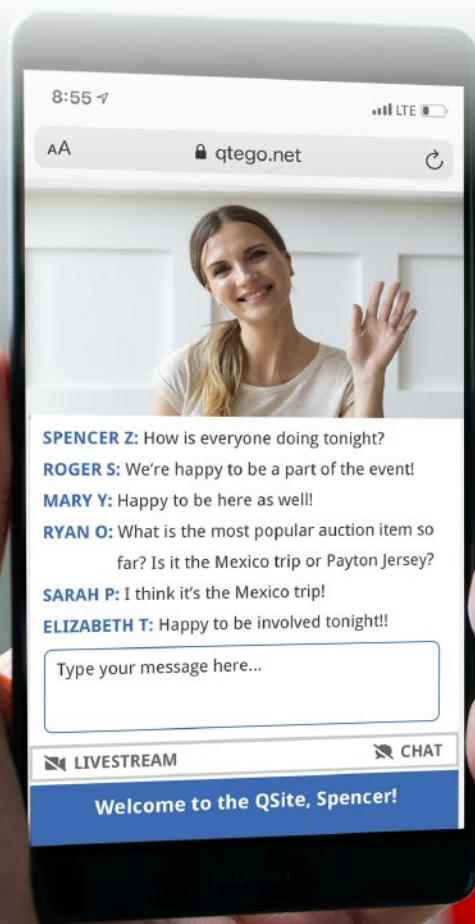 8:55
LTE
AA
qtego.net
SPENCER Z: How is everyone doing tonight?
ROGER S: We're happy to be a part of the event!
MARY Y: Happy to be here as well!
RYAN O: What is the most popular auction item so
far? Is it the Mexico trip or Payton Jersey?
SARAH P: I think it's the Mexico trip!
ELIZABETH T: Happy to be involved tonight!!
Type your message here...
LIVESTREAM
CHAT
Welcome to the QSite, Spencer!